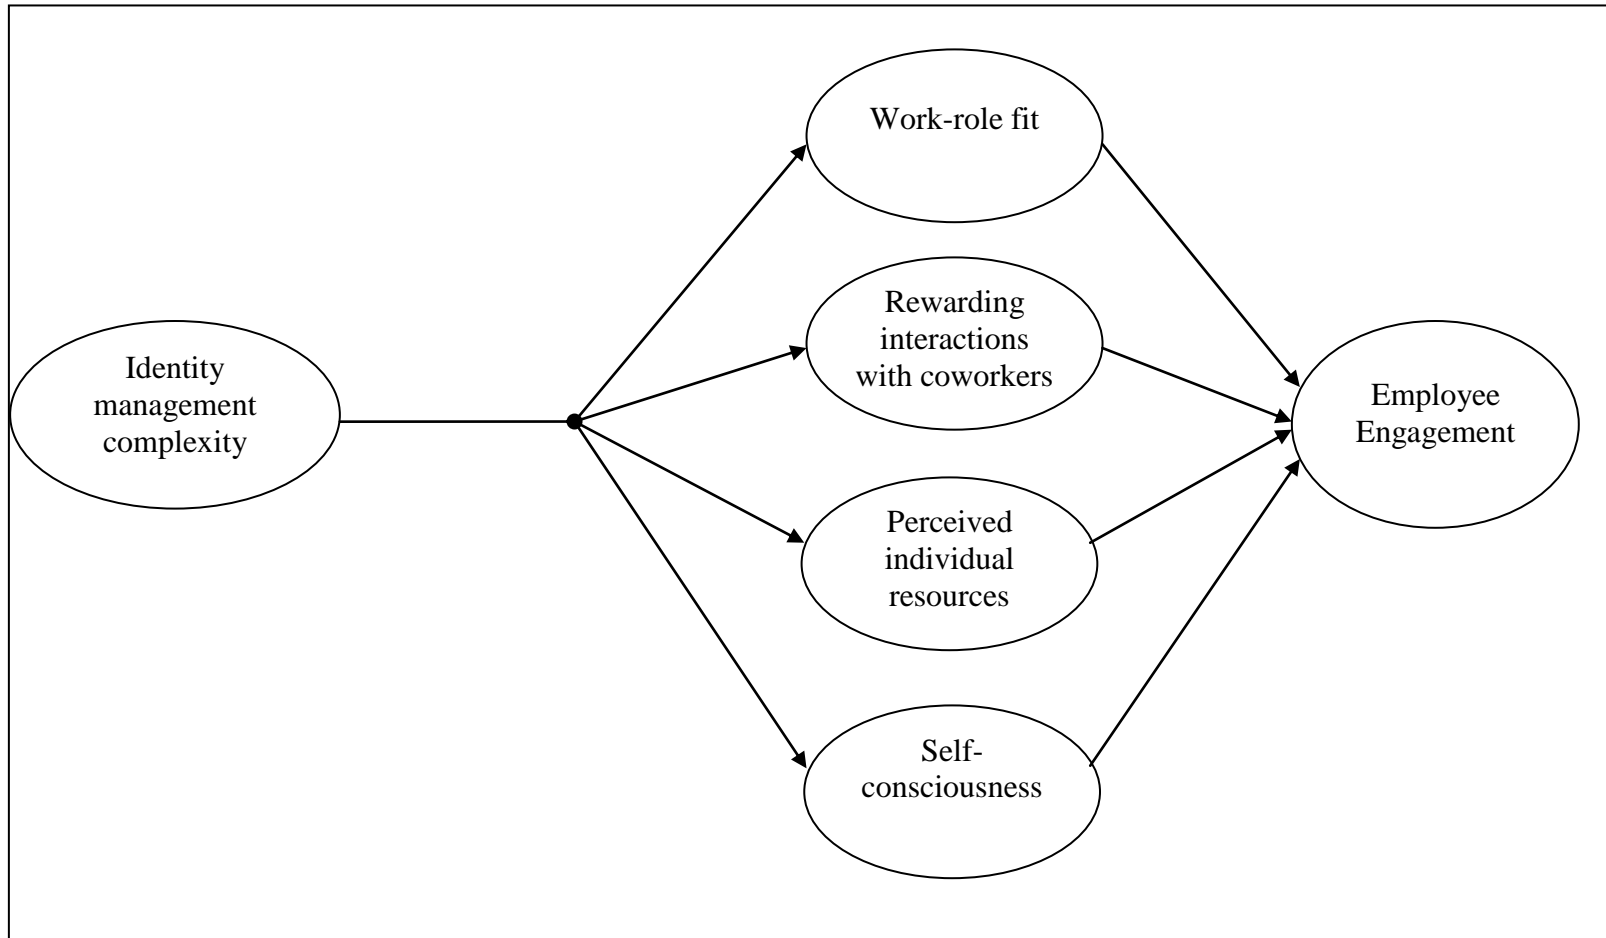 Work-role fit
Rewarding
interactions
with coworkers
Identity
management
complexity
Employee
Engagement
Perceived
individual
resources
Self-
consciousness